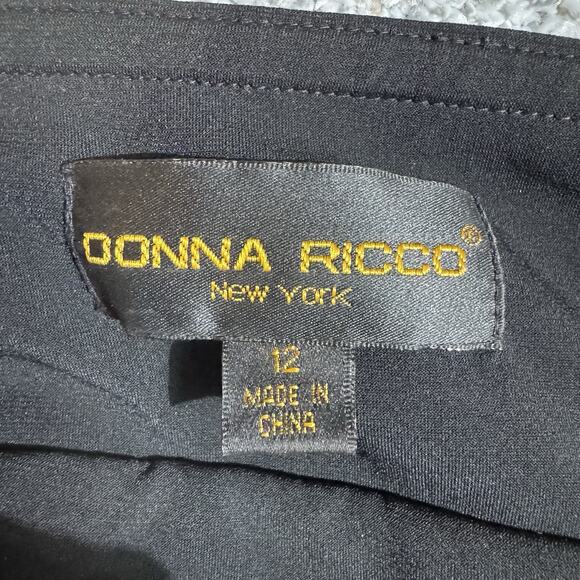 DONNA RICCO®
New York
12
MADE IN
CHINA